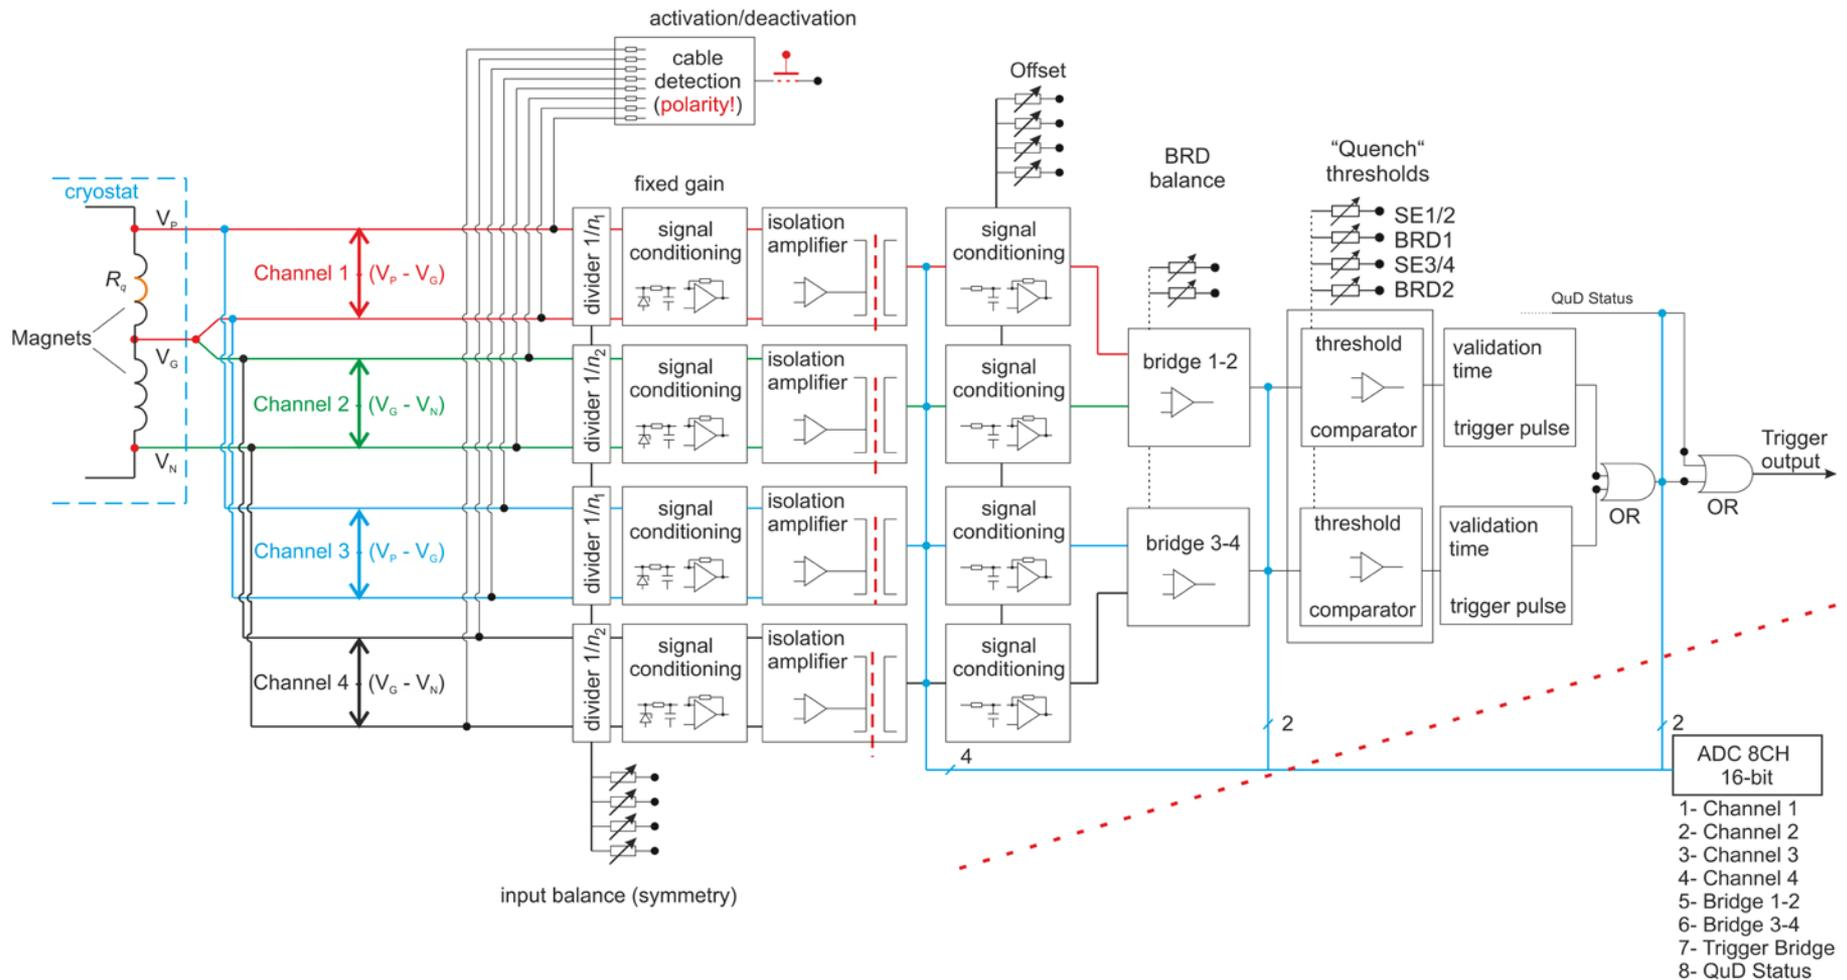 activation/deactivation
cable
detection
(polarity!)
Offset
BRD
balance
“Quench“
thresholds
SE1/2
BRD1
SE3/4
BRD2
cryostat
fixed gain
VP
Rq
Magnets
VG
VN
Channel 1 - (VP - VG)
Channel 2 - (VG - VN)
Channel 3 - (VP - VG)
Channel 4 - (VG - VN)
divider 1/n1
signal
conditioning
isolation
amplifier
signal
conditioning
divider 1/n2
signal
conditioning
isolation
amplifier
signal
conditioning
divider 1/n1
signal
conditioning
isolation
amplifier
signal
conditioning
divider 1/n2
signal
conditioning
isolation
amplifier
signal
conditioning
bridge 1-2
bridge 3-4
threshold
comparator
validation
time
trigger pulse
threshold
comparator
validation
time
trigger pulse
QuD Status
OR
OR
Trigger
output
4
2
2
input balance (symmetry)
ADC 8CH
16-bit
1- Channel 1
2- Channel 2
3- Channel 3
4- Channel 4
5- Bridge 1-2
6- Bridge 3-4
7- Trigger Bridge
8- QuD Status